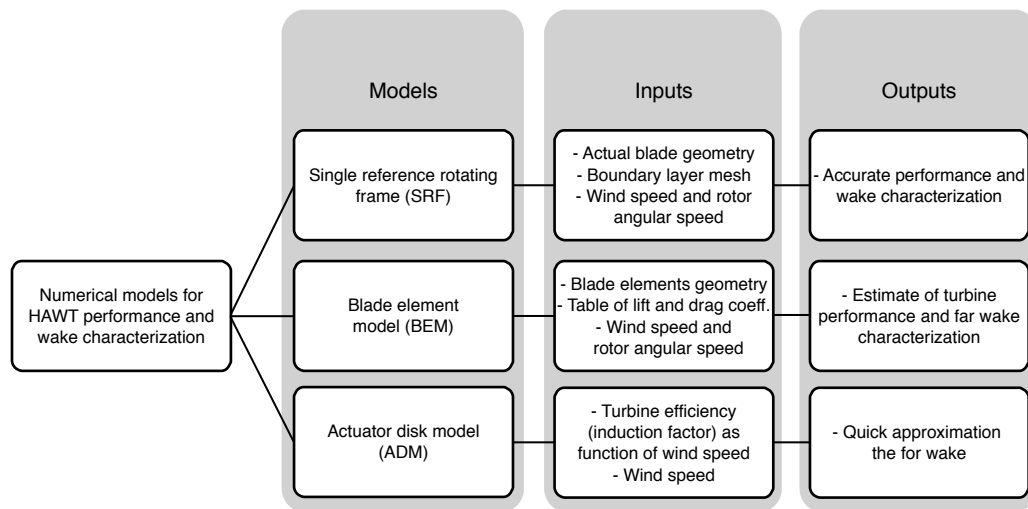 Models
Inputs
Outputs
Numerical models for
HAWT performance and
wake characterization
Single reference rotating
frame (SRF)
- Actual blade geometry
- Boundary layer mesh
- Wind speed and rotor
angular speed
- Accurate performance and
wake characterization
Blade element
model (BEM)
- Blade elements geometry
- Table of lift and drag coeff.
- Wind speed and
rotor angular speed
- Estimate of turbine
performance and far wake
characterization
Actuator disk model
(ADM)
- Turbine efficiency
(induction factor) as
function of wind speed
- Wind speed
- Quick approximation
the for wake